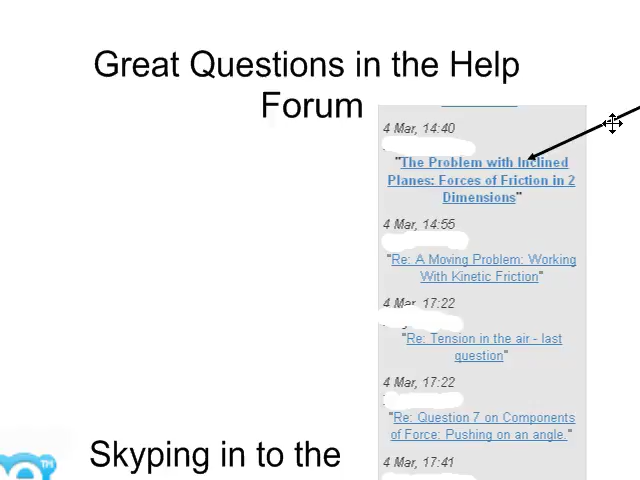 Great Questions in the Help
Forum
4 Mar, 14:40
"The Problem with Inclined
Planes: Forces of Friction in 2
Dimensions"
4 Mar, 14:55
"Re: A Moving Problem: Working
With Kinetic Friction"
4 Mar, 17:22
"Re: Tension in the air - last
question"
4 Mar, 17:22
"Re: Question 7 on Components
of Force: Pushing on an angle."
4 Mar, 17:41
Skyping in to the
e TM